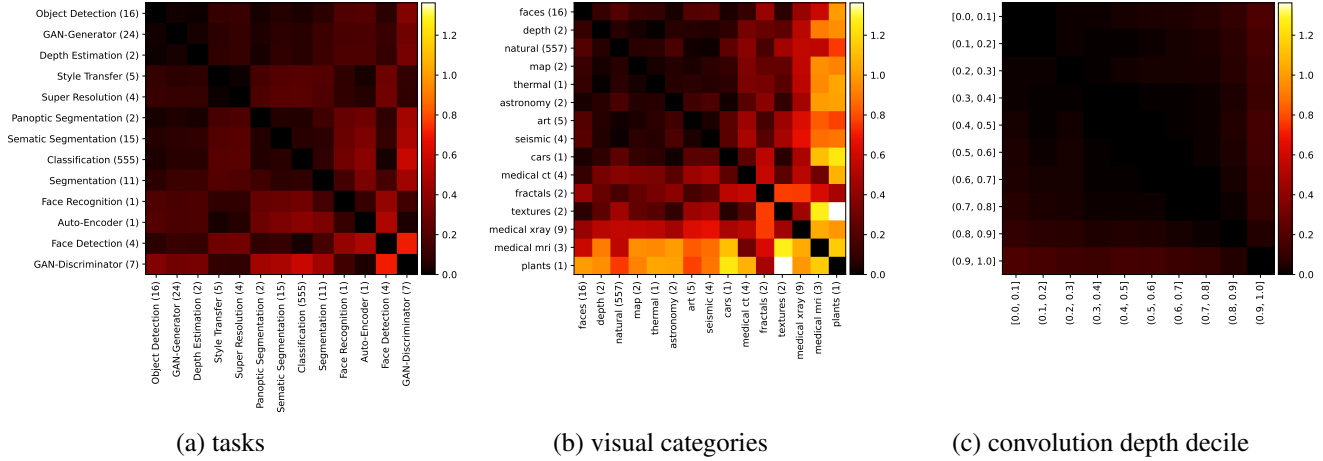 Object Detection (16)
GAN-Generator (24)
Depth Estimation (2)
Style Transfer (5)
Super Resolution (4)
Panoptic Segmentation (2)
Sematic Segmentation (15)
Classification (555)
Segmentation (11)
Face Recognition (1)
Auto-Encoder (1)
Face Detection (4)
GAN-Discriminator (7)
Object Detection (16)
GAN-Generator (24)
Depth Estimation (2)
Style Transfer (5)
Super Resolution (4)
Panoptic Segmentation (2)
Sematic Segmentation (15)
Classification (555)
Segmentation (11)
Face Recognition (1)
Auto-Encoder (1)
Face Detection (4)
GAN-Discriminator (7)
1.2
1.0
0.8
0.6
0.4
0.2
0.0
(a) tasks
faces (16)
depth (2)
natural (557)
map (2)
thermal (1)
astronomy (2)
art (5)
seismic (4)
cars (1)
medical ct (4)
fractals (2)
textures (2)
medical xray (9)
medical mri (3)
plants (1)
faces (16)
depth (2)
natural (557)
map (2)
thermal (1)
astronomy (2)
art (5)
seismic (4)
cars (1)
medical ct (4)
fractals (2)
textures (2)
medical xray (9)
medical mri (3)
plants (1)
1.2
1.0
0.8
0.6
0.4
0.2
0.0
(b) visual categories
[0.0, 0.1]
(0.1, 0.2]
(0.2, 0.3]
(0.3, 0.4]
(0.4, 0.5]
(0.5, 0.6]
(0.6, 0.7]
(0.7, 0.8]
(0.8, 0.9]
(0.9, 1.0]
[0.0, 0.1]
(0.1, 0.2]
(0.2, 0.3]
(0.3, 0.4]
(0.4, 0.5]
(0.5, 0.6]
(0.6, 0.7]
(0.7, 0.8]
(0.8, 0.9]
(0.9, 1.0]
1.2
1.0
0.8
0.6
0.4
0.2
0.0
(c) convolution depth decile